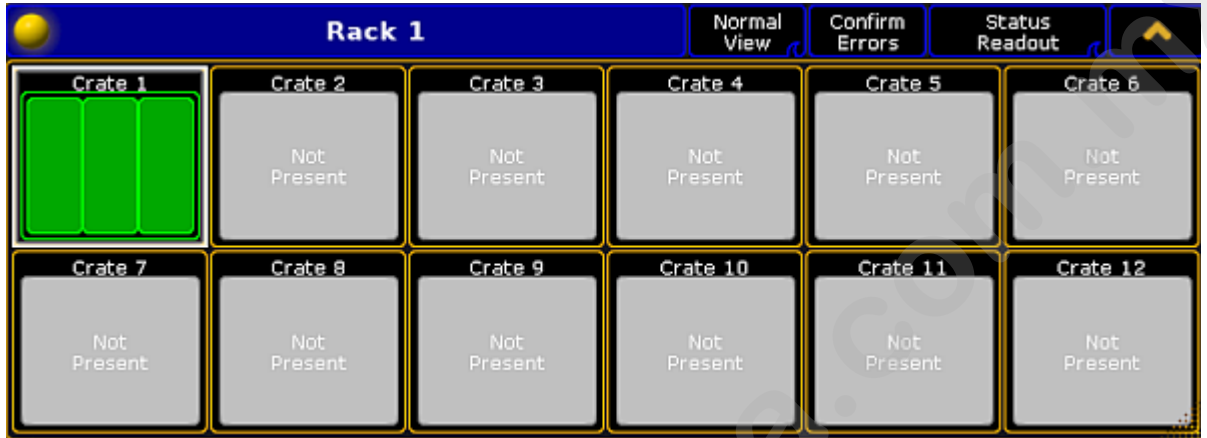 Rack 1
Normal
View
Confirm
Errors
Status
Readout
Crate 1
Crate 2
Crate 3
Crate 4
Crate 5
Crate 6
Not
Present
Not
Present
Not
Present
Not
Present
Not
Present
Crate 7
Crate 8
Crate 9
Crate 10
Crate 11
Crate 12
Not
Present
Not
Present
Not
Present
Not
Present
Not
Present
Not
Present